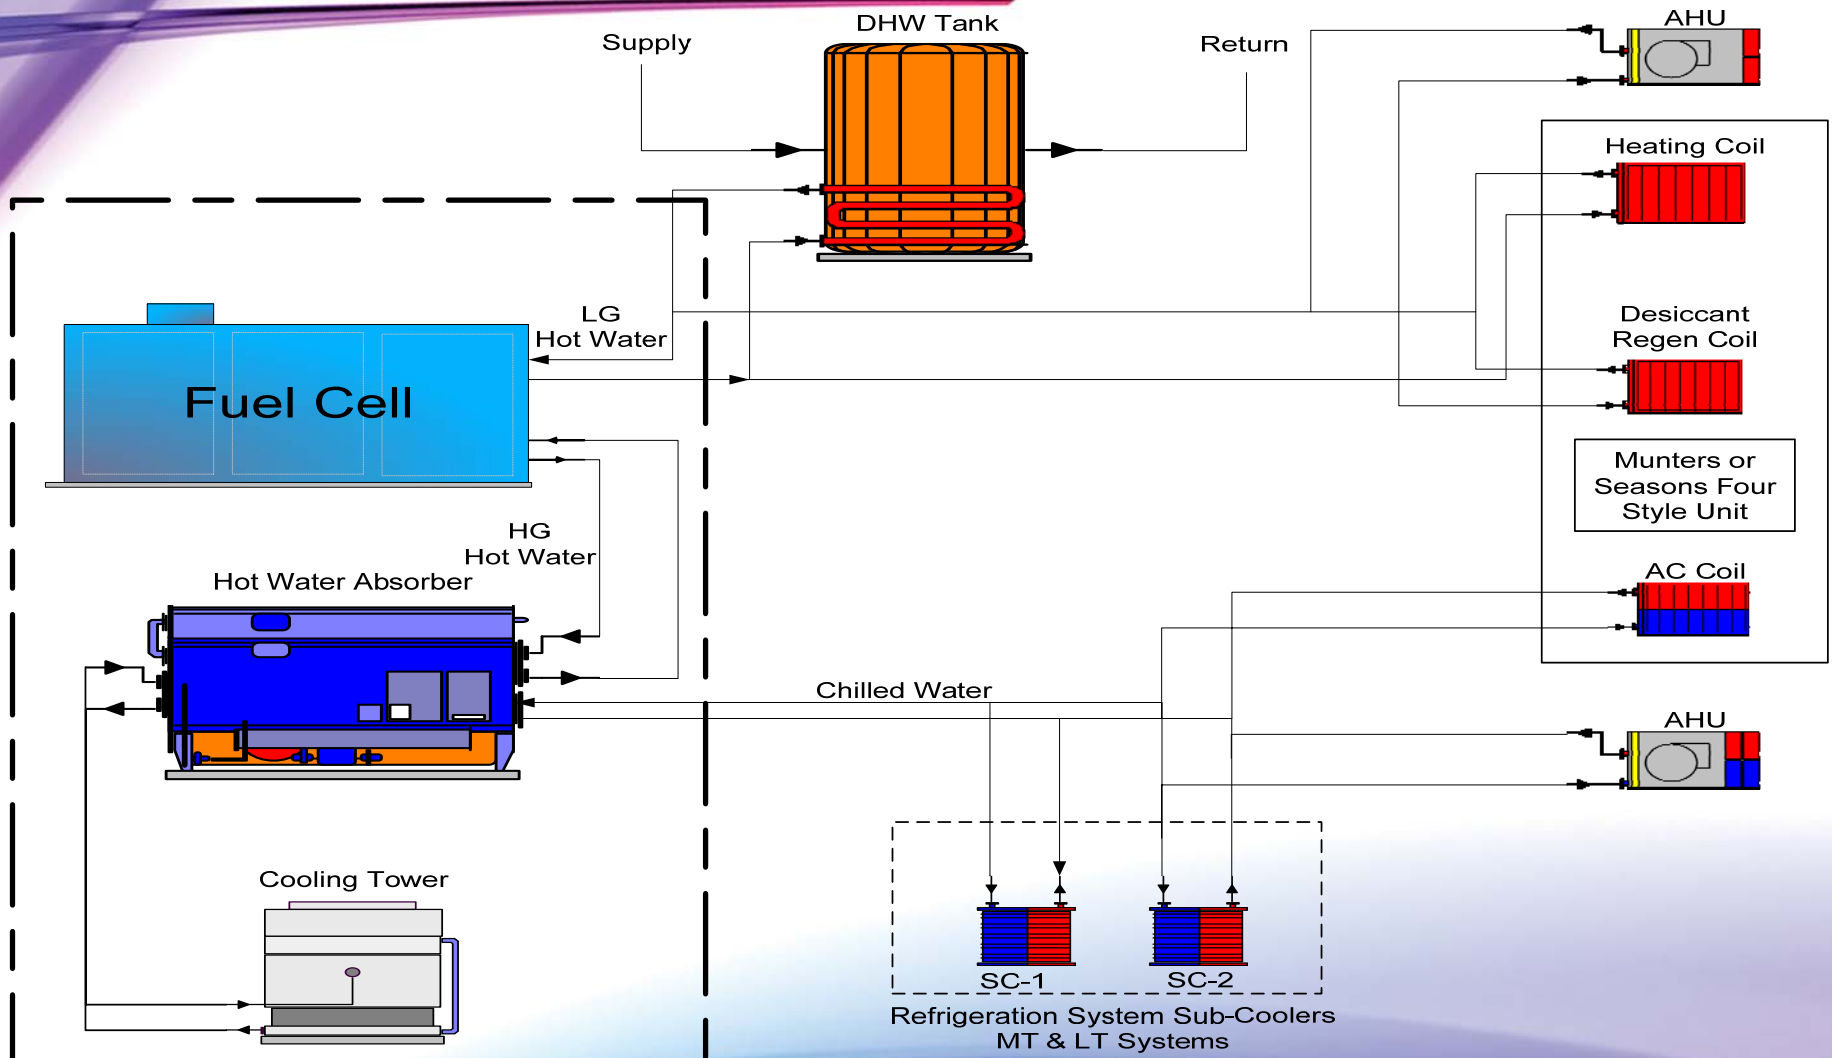 DHW Tank
Supply
Return
AHU
Heating Coil
LG
Hot Water
Desiccant
Regen Coil
Fuel Cell
Munters or
Seasons Four
Style Unit
HG
Hot Water
Hot Water Absorber
AC Coil
Chilled Water
AHU
Cooling Tower
SC-1
SC-2
Refrigeration System Sub-Coolers
MT & LT Systems